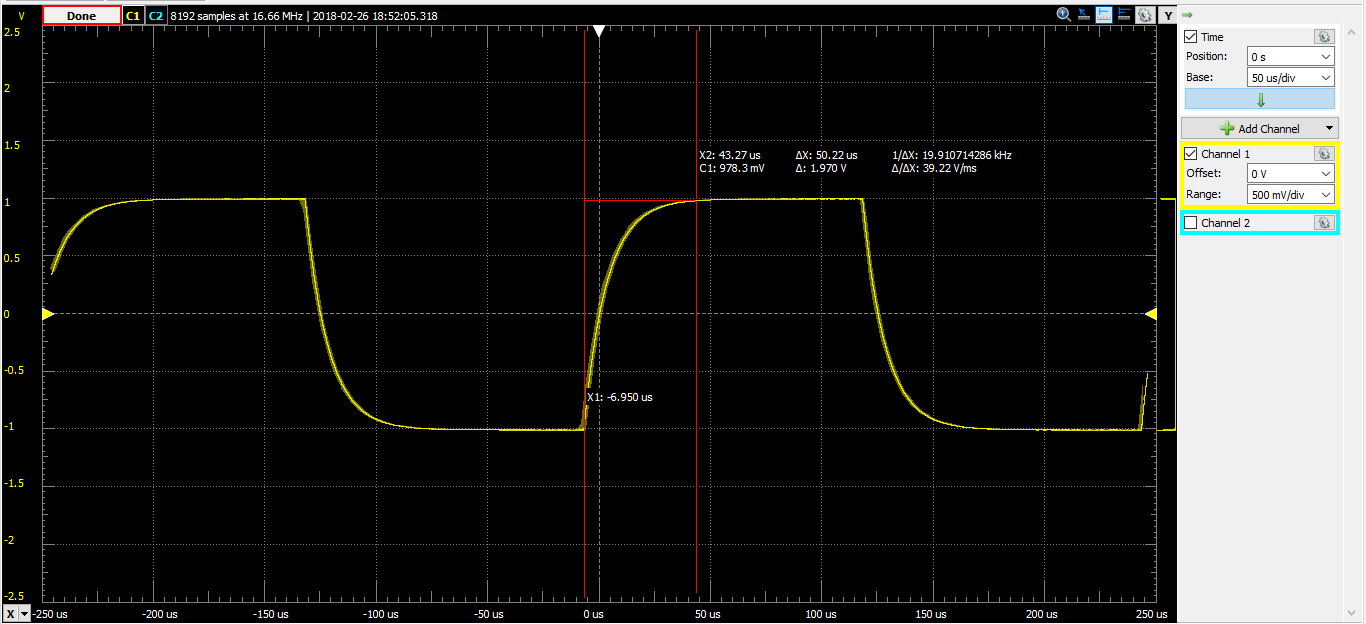 V Done C1 C2 8192 samples at 16.66 MHz | 2018-02-26 18:52:05.318 Y
2.5
2
1.5
1
0.5
0
-0.5
-1
-1.5
-2
-2.5
X2: 43.27 us ΔX: 50.22 us 1/ΔX: 19.910714286 kHz
C1: 978.3 mV Δ: 1.970 V Δ/ΔX: 39.22 V/ms
X1: -6.950 us
X -250 us -200 us -150 us -100 us -50 us 0 us 50 us 100 us 150 us 200 us 250 us
Time
Position: 0 s
Base: 50 us/div
Add Channel
Channel 1
Offset: 0 V
Range: 500 mV/div
Channel 2